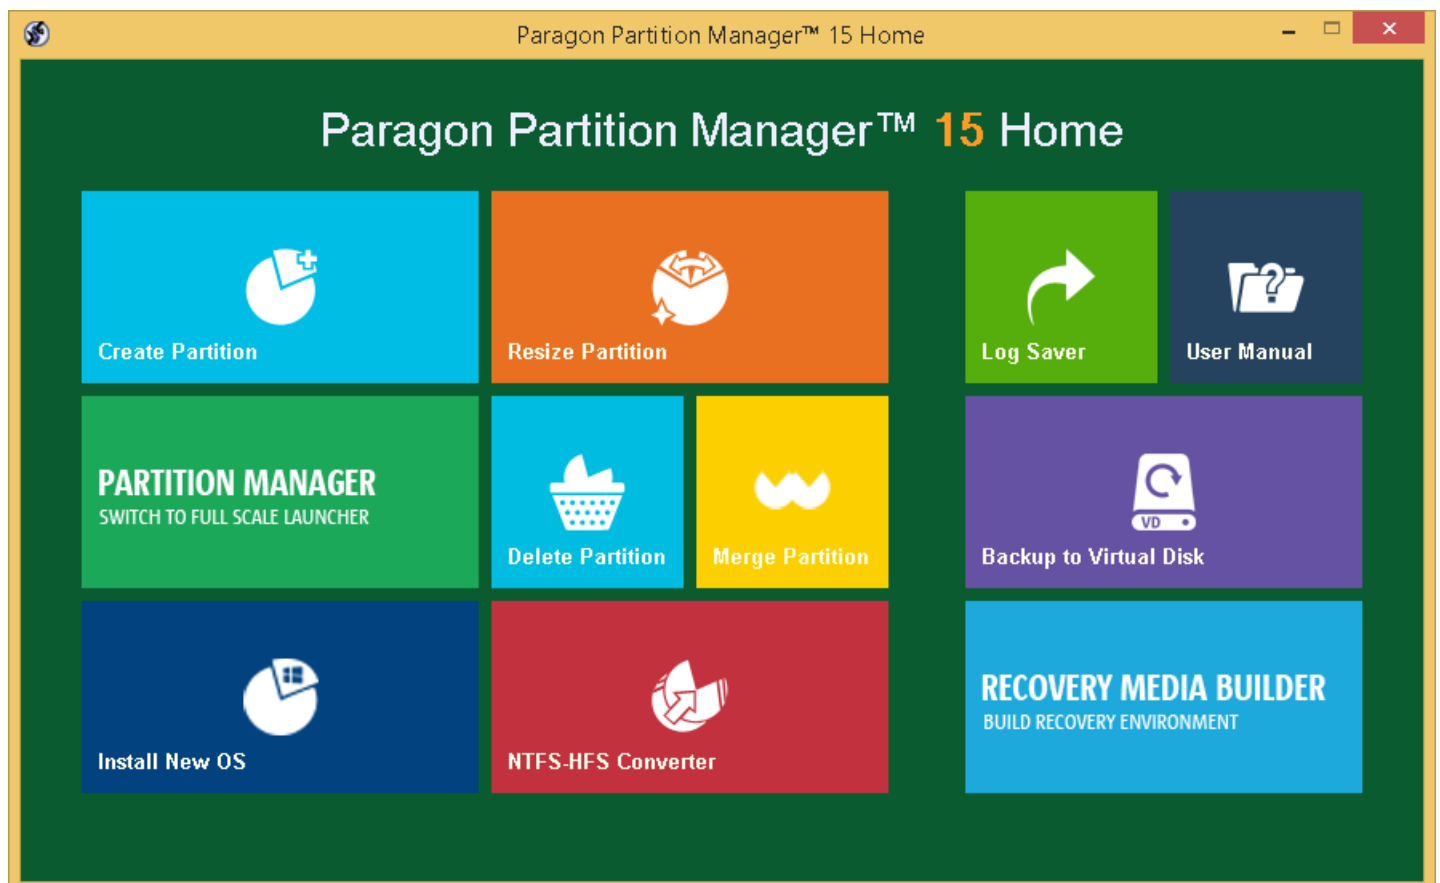 Paragon Partition Manager™ 15 Home
Paragon Partition Manager™ 15 Home
Create Partition
Resize Partition
Log Saver
User Manual
PARTITION MANAGER
SWITCH TO FULL SCALE LAUNCHER
Delete Partition
Merge Partition
VD
Backup to Virtual Disk
Install New OS
NTFS-HFS Converter
RECOVERY MEDIA BUILDER
BUILD RECOVERY ENVIRONMENT